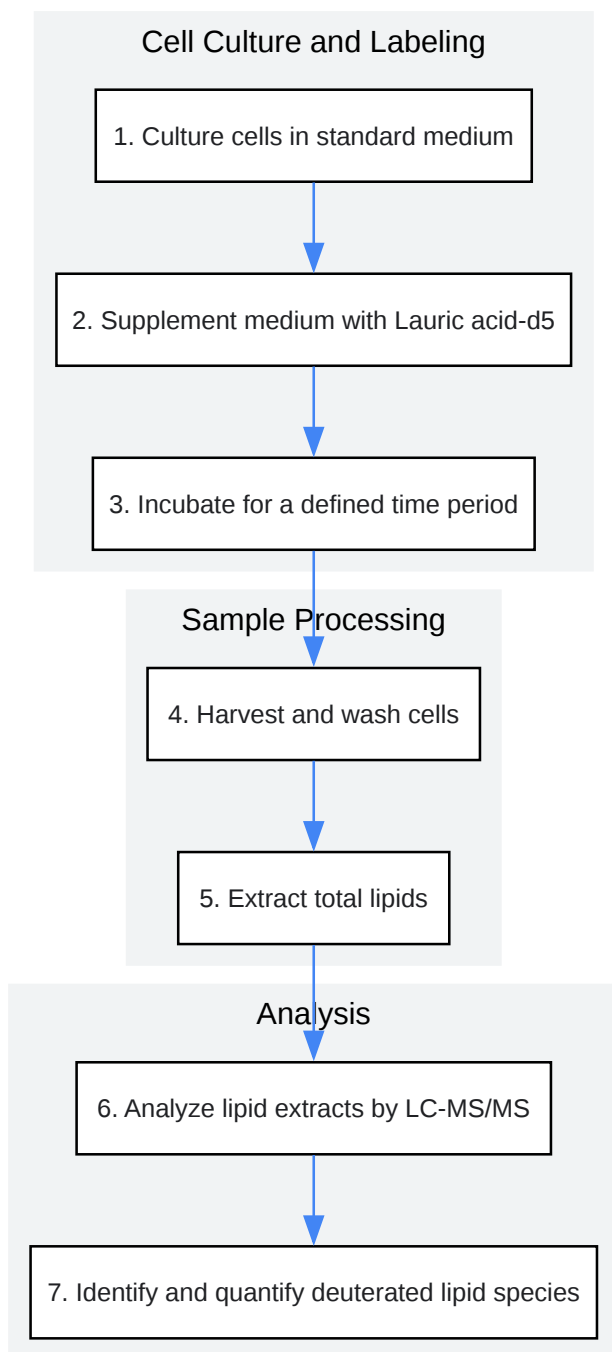 Cell Culture and Labeling
1. Culture cells in standard medium
2. Supplement medium with Lauric acid-d5
3. Incubate for a defined time period
Sample Processing
4. Harvest and wash cells
5. Extract total lipids
Analysis
6. Analyze lipid extracts by LC-MS/MS
7. Identify and quantify deuterated lipid species